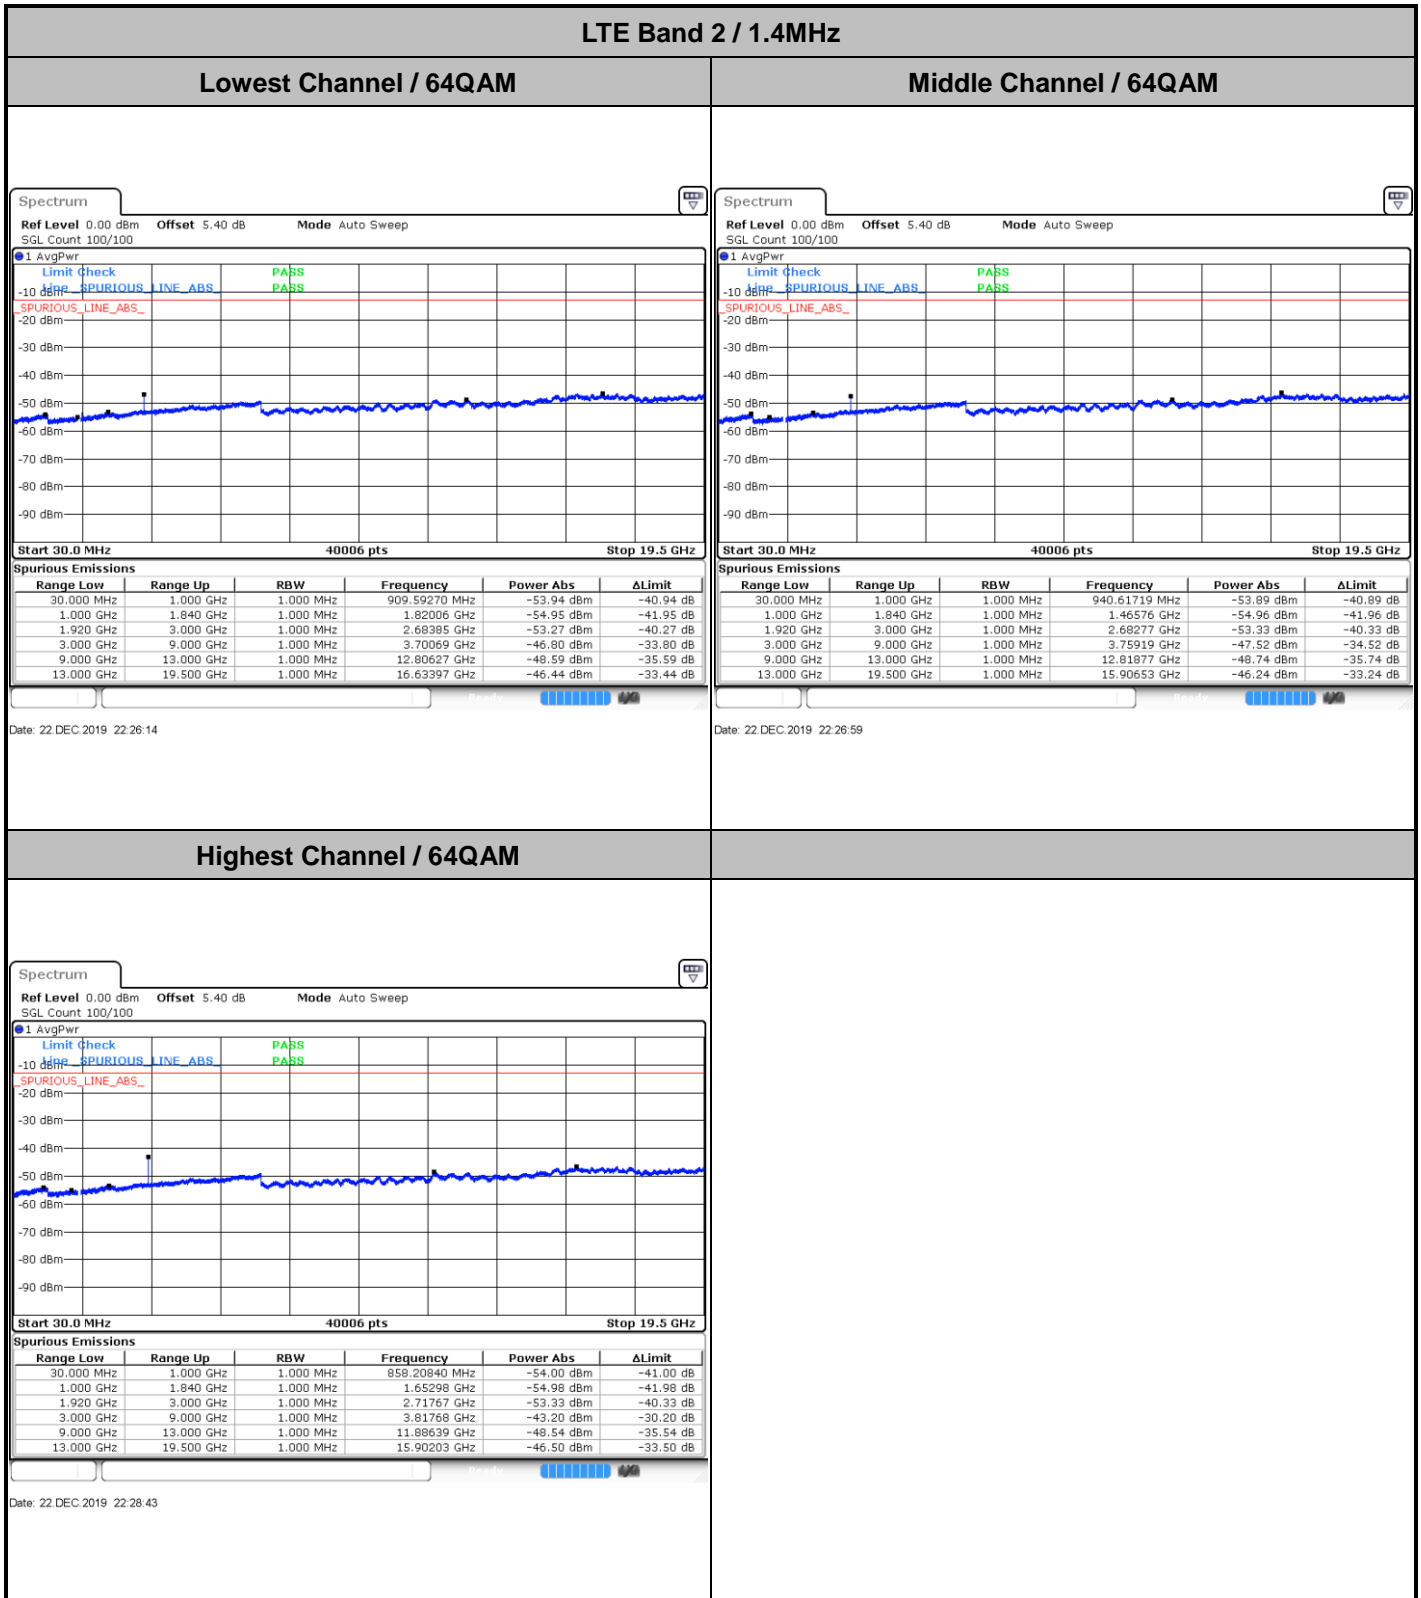 LTE Band 2 / 1.4MHz
Lowest Channel / 64QAM
Middle Channel / 64QAM
Spectrum
Ref Level 0.00 dBm Offset 5.40 dB Mode Auto Sweep
SGL Count 100/100
1 AvgPwr
Limit Check PASS
Line _SPURIOUS_LINE_ABS_ PASS
-10 dBm
_SPURIOUS_LINE_ABS_
-20 dBm
-30 dBm
-40 dBm
-50 dBm
-60 dBm
-70 dBm
-80 dBm
-90 dBm
Start 30.0 MHz 40006 pts Stop 19.5 GHz
Spurious Emissions
Range Low Range Up RBW Frequency Power Abs ΔLimit
30.000 MHz 1.000 GHz 1.000 MHz 909.59270 MHz -53.94 dBm -40.94 dB
1.000 GHz 1.840 GHz 1.000 MHz 1.82006 GHz -54.95 dBm -41.95 dB
1.920 GHz 3.000 GHz 1.000 MHz 2.68385 GHz -53.27 dBm -40.27 dB
3.000 GHz 9.000 GHz 1.000 MHz 3.70069 GHz -46.80 dBm -33.80 dB
9.000 GHz 13.000 GHz 1.000 MHz 12.80627 GHz -48.59 dBm -35.59 dB
13.000 GHz 19.500 GHz 1.000 MHz 16.63397 GHz -46.44 dBm -33.44 dB
Ready
Date: 22.DEC.2019 22:26:14
Spectrum
Ref Level 0.00 dBm Offset 5.40 dB Mode Auto Sweep
SGL Count 100/100
1 AvgPwr
Limit Check PASS
Line _SPURIOUS_LINE_ABS_ PASS
-10 dBm
_SPURIOUS_LINE_ABS_
-20 dBm
-30 dBm
-40 dBm
-50 dBm
-60 dBm
-70 dBm
-80 dBm
-90 dBm
Start 30.0 MHz 40006 pts Stop 19.5 GHz
Spurious Emissions
Range Low Range Up RBW Frequency Power Abs ΔLimit
30.000 MHz 1.000 GHz 1.000 MHz 940.61719 MHz -53.89 dBm -40.89 dB
1.000 GHz 1.840 GHz 1.000 MHz 1.46576 GHz -54.96 dBm -41.96 dB
1.920 GHz 3.000 GHz 1.000 MHz 2.68277 GHz -53.33 dBm -40.33 dB
3.000 GHz 9.000 GHz 1.000 MHz 3.75919 GHz -47.52 dBm -34.52 dB
9.000 GHz 13.000 GHz 1.000 MHz 12.81877 GHz -48.74 dBm -35.74 dB
13.000 GHz 19.500 GHz 1.000 MHz 15.90653 GHz -46.24 dBm -33.24 dB
Ready
Date: 22.DEC.2019 22:26:59
Highest Channel / 64QAM
Spectrum
Ref Level 0.00 dBm Offset 5.40 dB Mode Auto Sweep
SGL Count 100/100
1 AvgPwr
Limit Check PASS
Line _SPURIOUS_LINE_ABS_ PASS
-10 dBm
_SPURIOUS_LINE_ABS_
-20 dBm
-30 dBm
-40 dBm
-50 dBm
-60 dBm
-70 dBm
-80 dBm
-90 dBm
Start 30.0 MHz 40006 pts Stop 19.5 GHz
Spurious Emissions
Range Low Range Up RBW Frequency Power Abs ΔLimit
30.000 MHz 1.000 GHz 1.000 MHz 858.20840 MHz -54.00 dBm -41.00 dB
1.000 GHz 1.840 GHz 1.000 MHz 1.65298 GHz -54.98 dBm -41.98 dB
1.920 GHz 3.000 GHz 1.000 MHz 2.71767 GHz -53.33 dBm -40.33 dB
3.000 GHz 9.000 GHz 1.000 MHz 3.81768 GHz -43.20 dBm -30.20 dB
9.000 GHz 13.000 GHz 1.000 MHz 11.88639 GHz -48.54 dBm -35.54 dB
13.000 GHz 19.500 GHz 1.000 MHz 15.90203 GHz -46.50 dBm -33.50 dB
Ready
Date: 22.DEC.2019 22:28:43